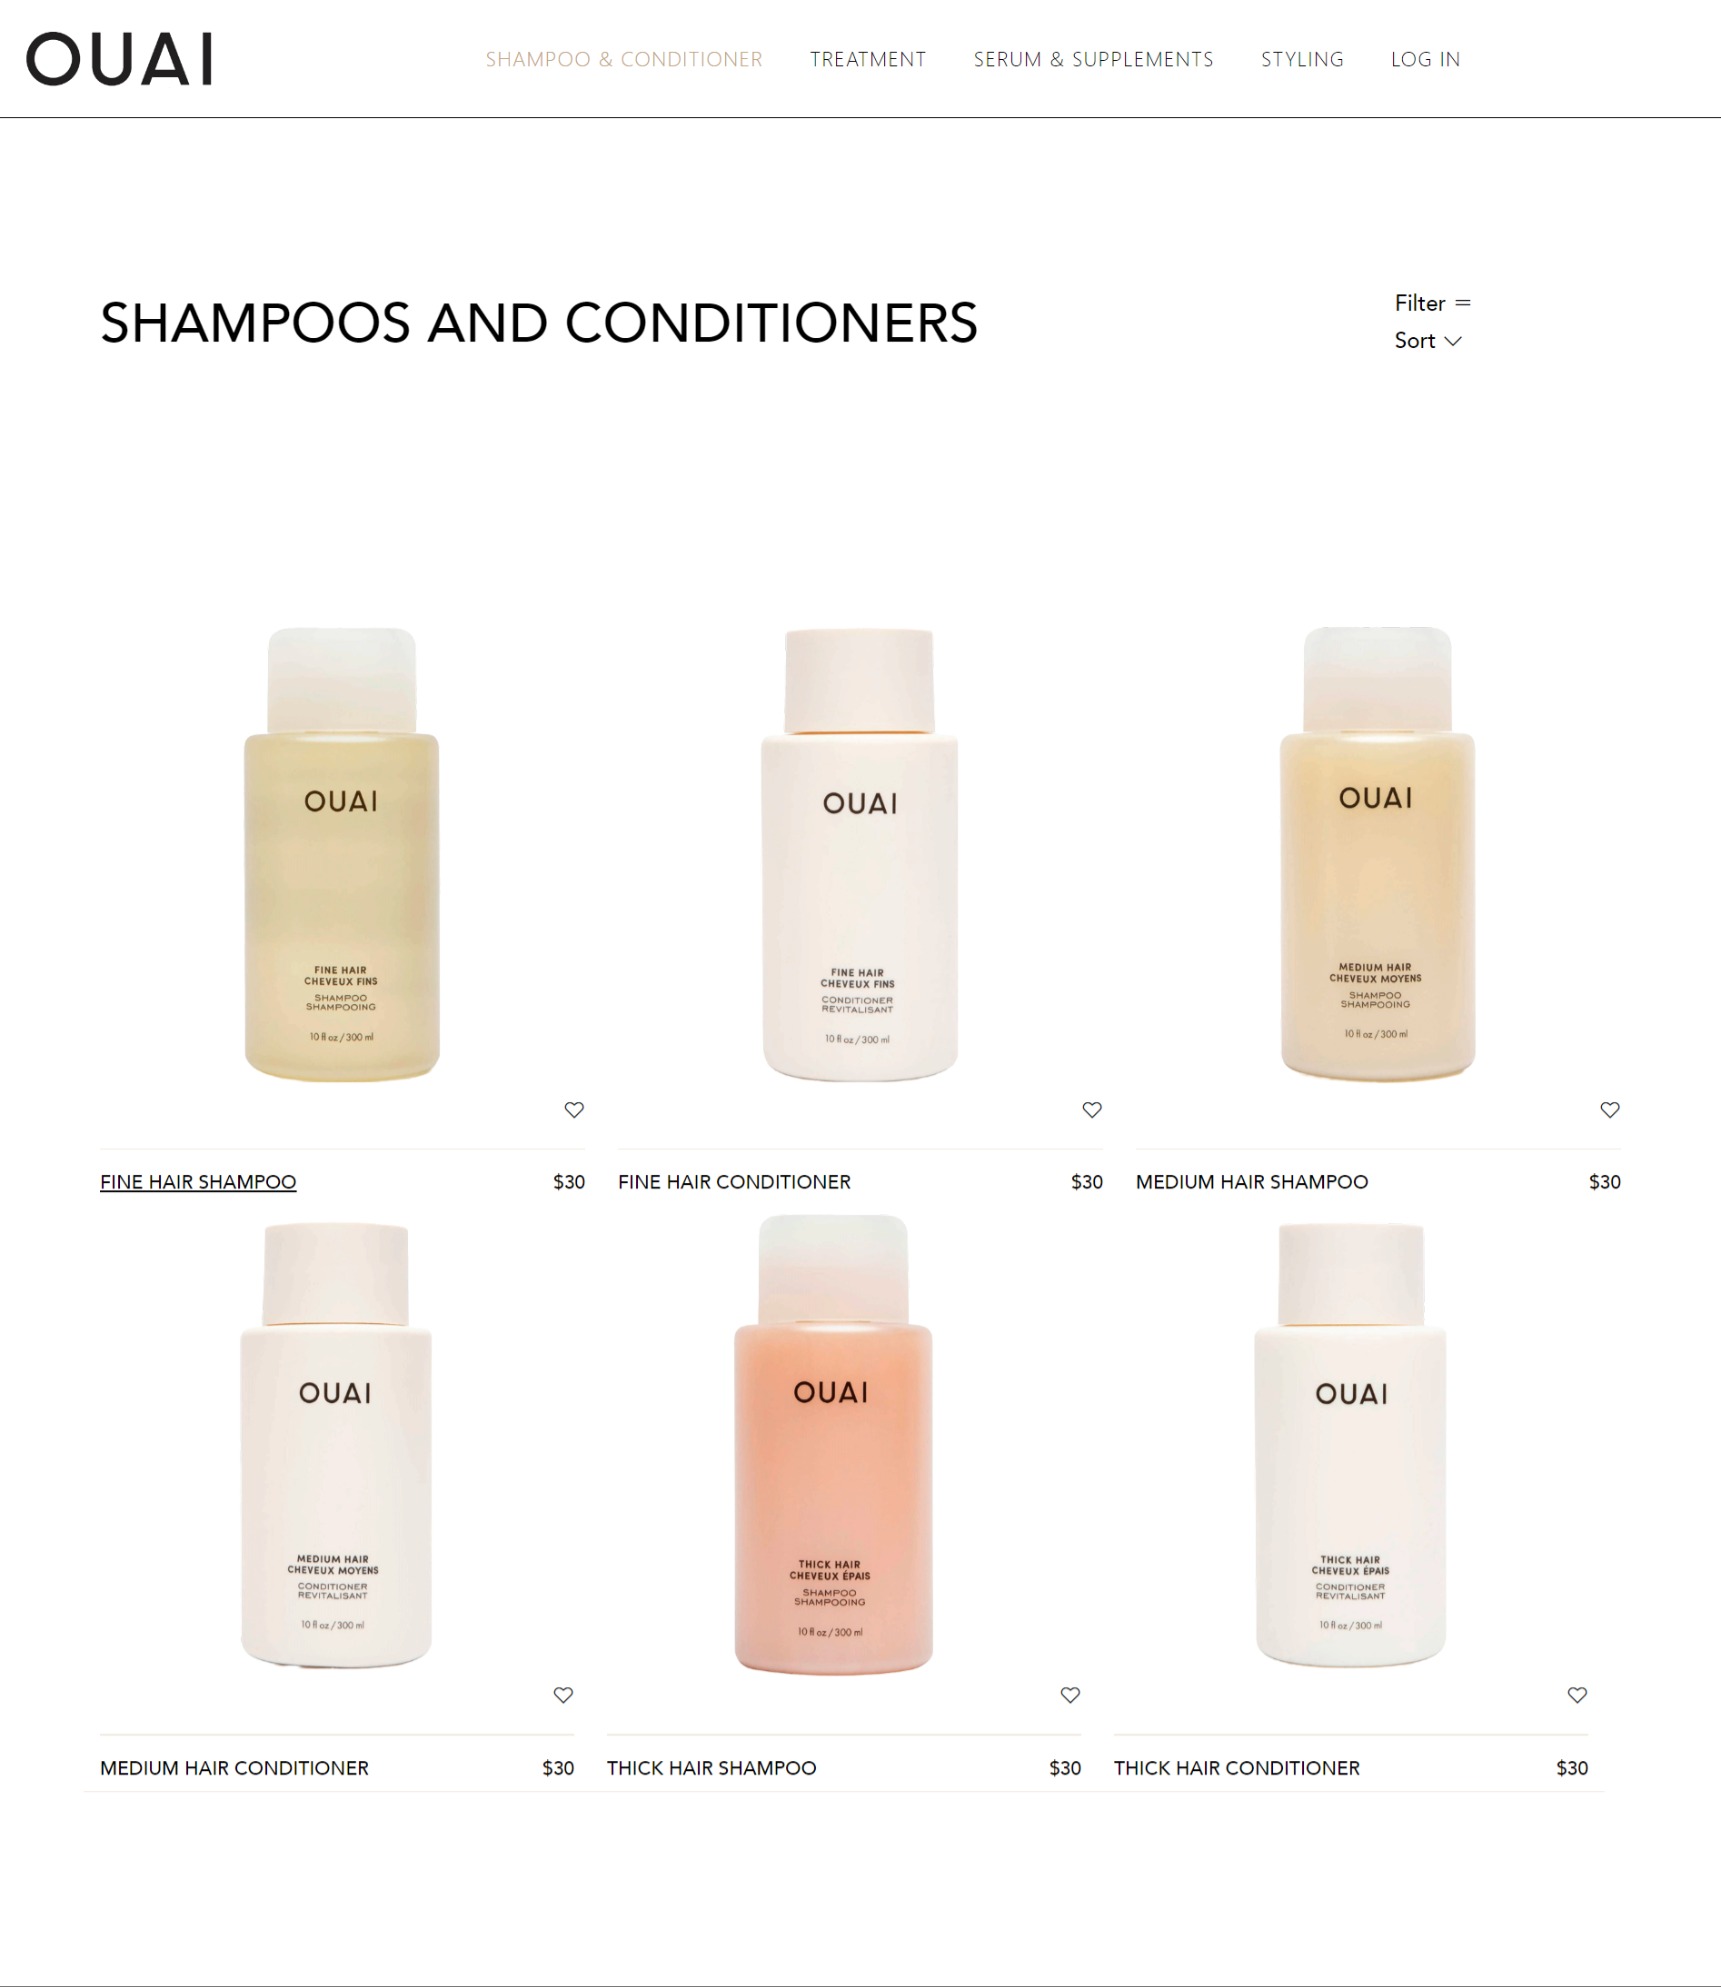 OUAI
SHAMPOO & CONDITIONER TREATMENT SERUM & SUPPLEMENTS STYLING LOG IN
SHAMPOOS AND CONDITIONERS
Filter
Sort
OUAI
FINE HAIR
CHEVEUX FINS
SHAMPOO
SHAMPOOING
10 fl oz / 300 ml
OUAI
FINE HAIR
CHEVEUX FINS
CONDITIONER
REVITALISANT
10 fl oz / 300 ml
OUAI
MEDIUM HAIR
CHEVEUX MOYENS
SHAMPOO
SHAMPOOING
10 fl oz / 300 ml
FINE HAIR SHAMPOO $30
FINE HAIR CONDITIONER $30
MEDIUM HAIR SHAMPOO $30
OUAI
MEDIUM HAIR
CHEVEUX MOYENS
CONDITIONER
REVITALISANT
10 fl oz / 300 ml
OUAI
THICK HAIR
CHEVEUX ÉPAIS
SHAMPOO
SHAMPOOING
10 fl oz / 300 ml
OUAI
THICK HAIR
CHEVEUX ÉPAIS
CONDITIONER
REVITALISANT
10 fl oz / 300 ml
MEDIUM HAIR CONDITIONER $30
THICK HAIR SHAMPOO $30
THICK HAIR CONDITIONER $30